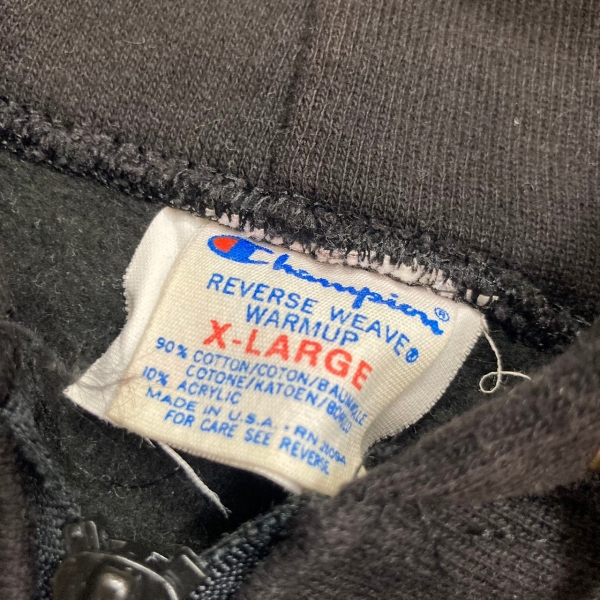 Champion®
REVERSE WEAVE®
WARMUP
X-LARGE
90% COTTON/COTON/BAUMWOLLE
COTONE/KATOEN/
10% ACRYLIC
MADE IN U.S.A. · RN 26094
FOR CARE SEE REVERSE